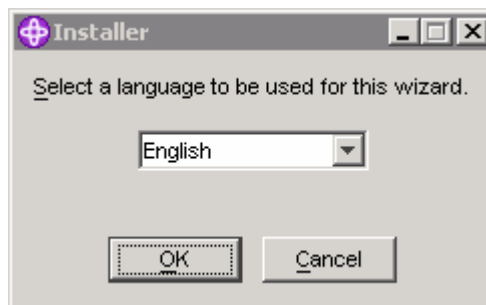 Installer
Select a language to be used for this wizard.
English
OK
Cancel